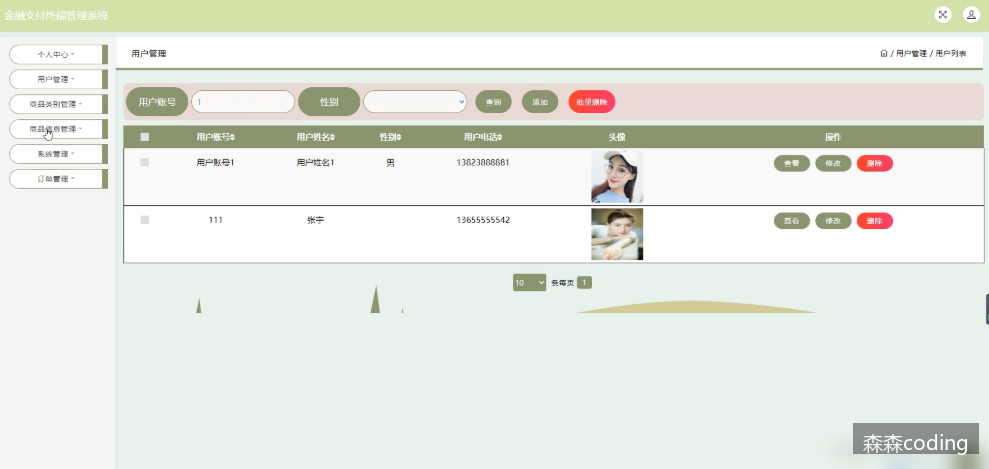 金融支付终端管理系统
个人中心
用户管理
商品类别管理
商品信息管理
系统管理
订单管理
用户管理
/ 用户管理 / 用户列表
用户账号 1 性别 查询 添加 批量删除
用户账号 用户姓名 性别 用户电话 头像 操作
用户账号1 用户姓名1 男 13823888881 查看 修改 删除
111 张宇 13655555542 查看 修改 删除
10 条每页 1
森森coding